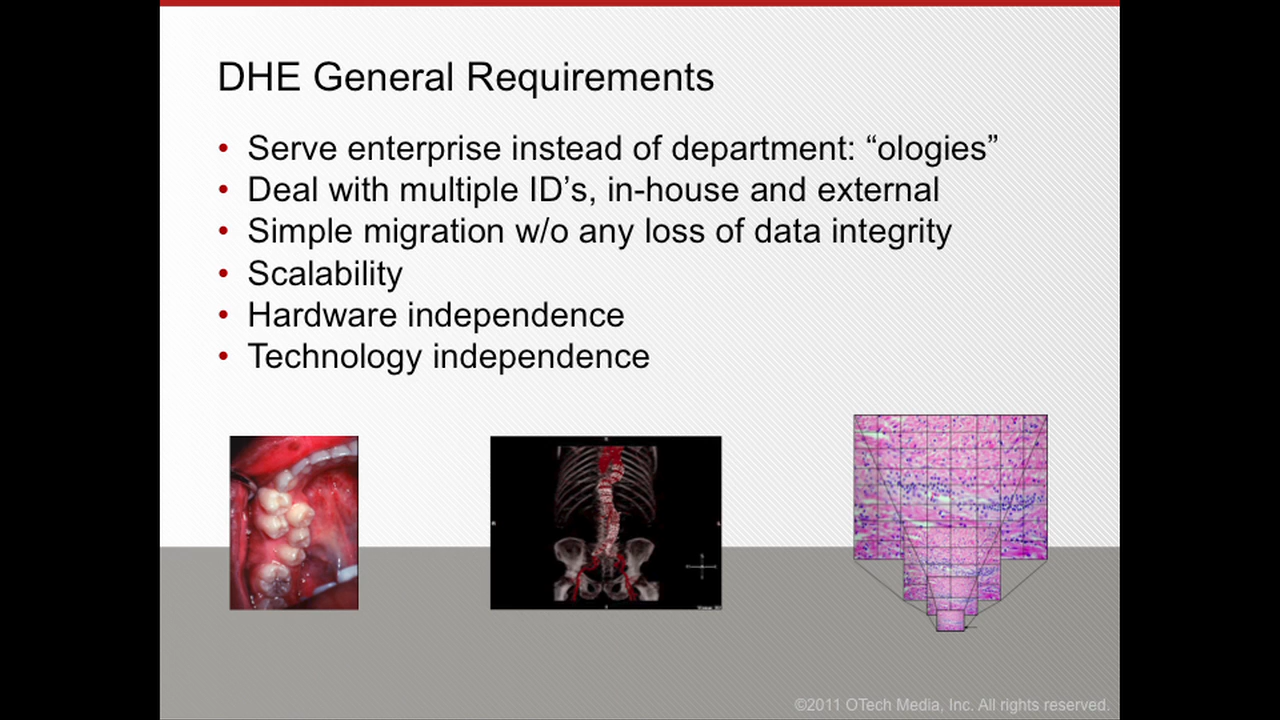 DHE General Requirements
• Serve enterprise instead of department: “ologies”
• Deal with multiple ID’s, in-house and external
• Simple migration w/o any loss of data integrity
• Scalability
• Hardware independence
• Technology independence
©2011 OTech Media, Inc. All rights reserved.